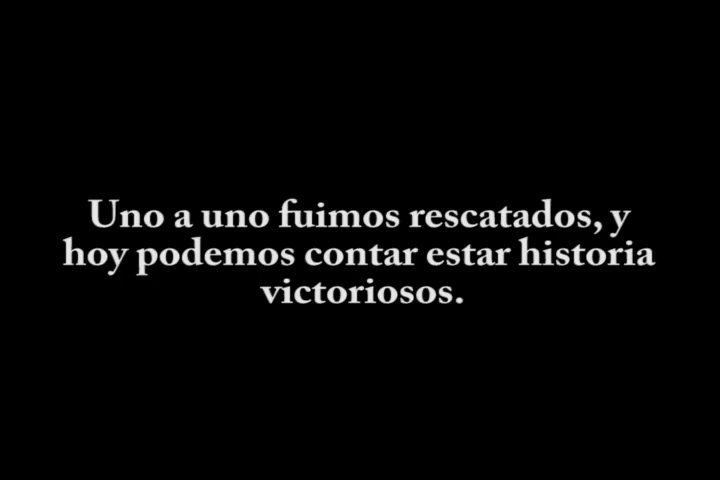 Uno a uno fuimos rescatados, y
hoy podemos contar estar historia
victoriosos.